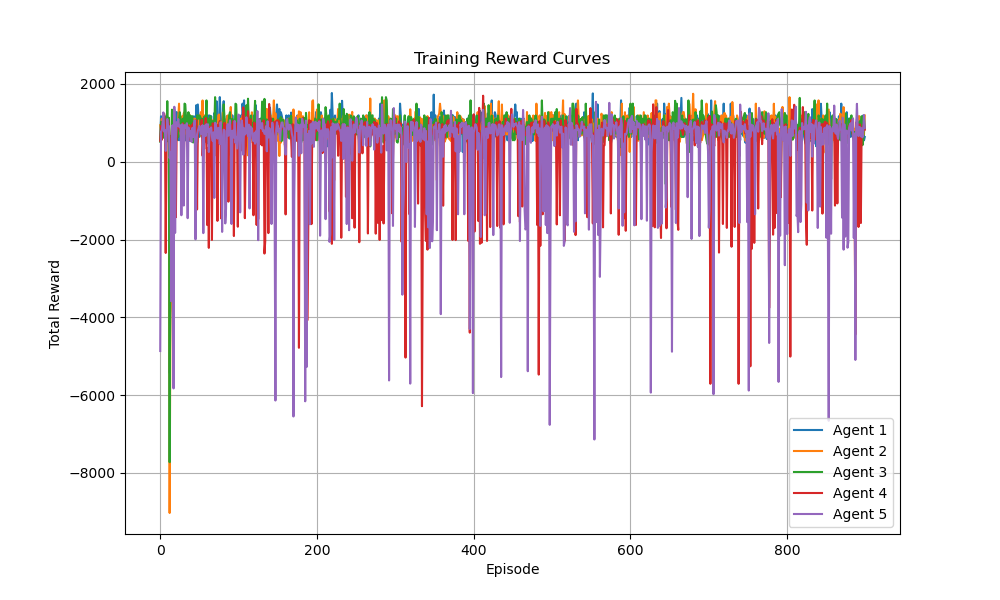 Training Reward Curves
2000
0
−2000
−4000
−6000
−8000
Total Reward
0 200 400 600 800
Episode
Agent 1
Agent 2
Agent 3
Agent 4
Agent 5